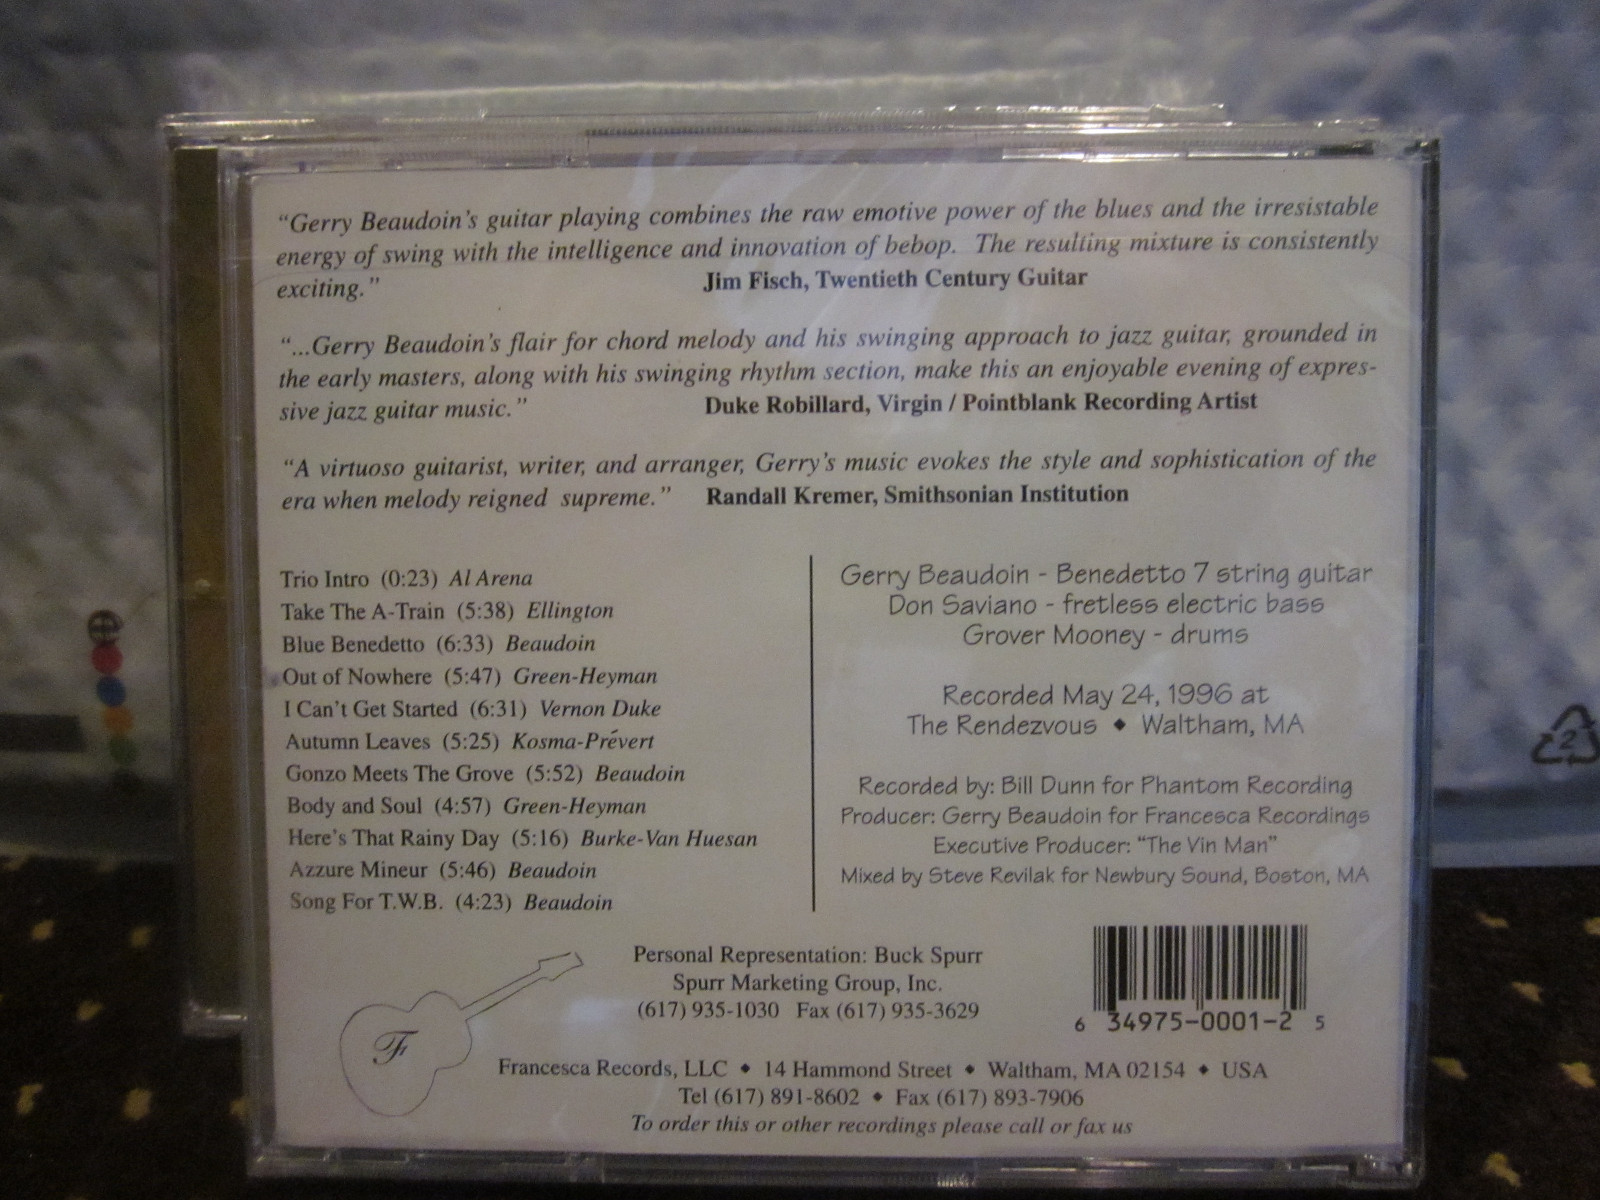 “Gerry Beaudoin’s guitar playing combines the raw emotive power of the blues and the irresistable
energy of swing with the intelligence and innovation of bebop. The resulting mixture is consistently
exciting.” Jim Fisch, Twentieth Century Guitar
“...Gerry Beaudoin’s flair for chord melody and his swinging approach to jazz guitar, grounded in
the early masters, along with his swinging rhythm section, make this an enjoyable evening of expres-
sive jazz guitar music.” Duke Robillard, Virgin / Pointblank Recording Artist
“A virtuoso guitarist, writer, and arranger, Gerry’s music evokes the style and sophistication of the
era when melody reigned supreme.” Randall Kremer, Smithsonian Institution
Trio Intro (0:23) Al Arena
Take The A-Train (5:38) Ellington
Blue Benedetto (6:33) Beaudoin
Out of Nowhere (5:47) Green-Heyman
I Can’t Get Started (6:31) Vernon Duke
Autumn Leaves (5:25) Kosma-Prévert
Gonzo Meets The Grove (5:52) Beaudoin
Body and Soul (4:57) Green-Heyman
Here’s That Rainy Day (5:16) Burke-Van Huesan
Azzure Mineur (5:46) Beaudoin
Song For T.W.B. (4:23) Beaudoin
Gerry Beaudoin - Benedetto 7 string guitar
Don Saviano - fretless electric bass
Grover Mooney - drums
Recorded May 24, 1996 at
The Rendezvous ♦ Waltham, MA
Recorded by: Bill Dunn for Phantom Recording
Producer: Gerry Beaudoin for Francesca Recordings
Executive Producer: “The Vin Man”
Mixed by Steve Revilak for Newbury Sound, Boston, MA
Personal Representation: Buck Spurr
Spurr Marketing Group, Inc.
(617) 935-1030 Fax (617) 935-3629
6 34975-0001-2 5
F
Francesca Records, LLC ♦ 14 Hammond Street ♦ Waltham, MA 02154 ♦ USA
Tel (617) 891-8602 ♦ Fax (617) 893-7906
To order this or other recordings please call or fax us
2